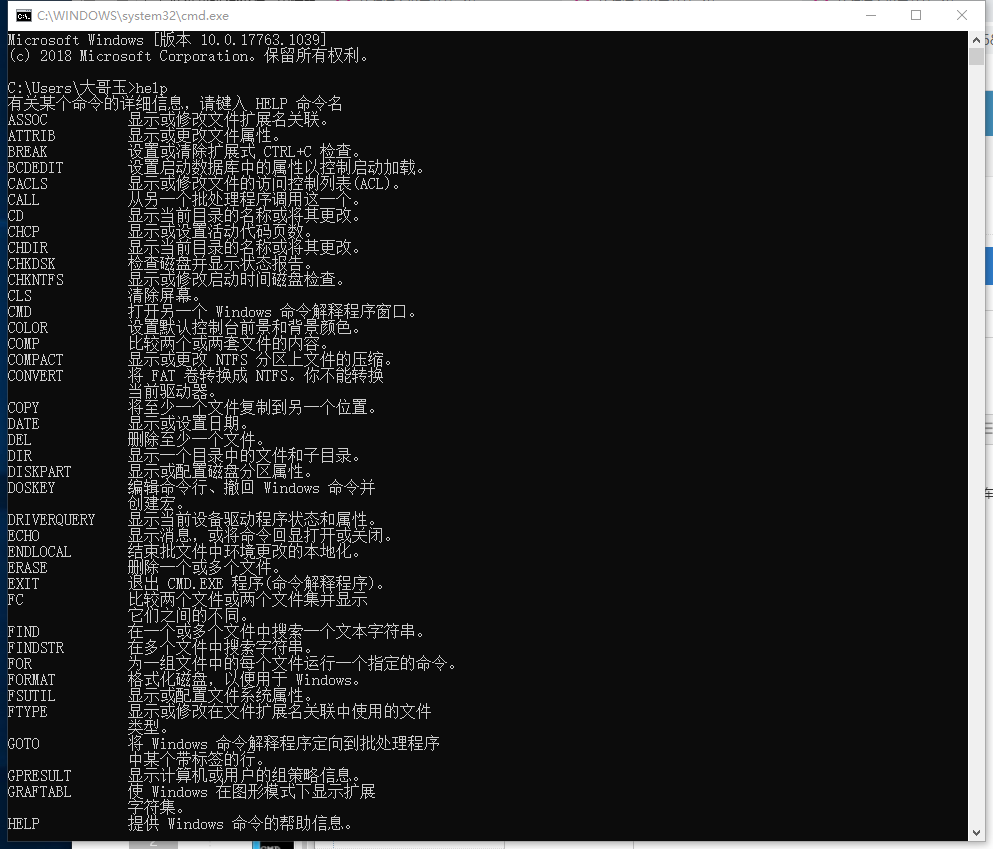 C:\WINDOWS\system32\cmd.exe
Microsoft Windows [版本 10.0.17763.1039]
(c) 2018 Microsoft Corporation。保留所有权利。
C:\Users\大哥玉>help
有关某个命令的详细信息，请键入 HELP 命令名
ASSOC 显示或修改文件扩展名关联。
ATTRIB 显示或更改文件属性。
BREAK 设置或清除扩展式 CTRL+C 检查。
BCDEDIT 设置启动数据库中的属性以控制启动加载。
CACLS 显示或修改文件的访问控制列表(ACL)。
CALL 从另一个批处理程序调用这一个。
CD 显示当前目录的名称或将其更改。
CHCP 显示或设置活动代码页数。
CHDIR 显示当前目录的名称或将其更改。
CHKDSK 检查磁盘并显示状态报告。
CHKNTFS 显示或修改启动时间磁盘检查。
CLS 清除屏幕。
CMD 打开另一个 Windows 命令解释程序窗口。
COLOR 设置默认控制台前景和背景颜色。
COMP 比较两个或两套文件的内容。
COMPACT 显示或更改 NTFS 分区上文件的压缩。
CONVERT 将 FAT 卷转换成 NTFS。你不能转换
当前驱动器。
COPY 将至少一个文件复制到另一个位置。
DATE 显示或设置日期。
DEL 删除至少一个文件。
DIR 显示一个目录中的文件和子目录。
DISKPART 显示或配置磁盘分区属性。
DOSKEY 编辑命令行、撤回 Windows 命令并
创建宏。
DRIVERQUERY 显示当前设备驱动程序状态和属性。
ECHO 显示消息，或将命令回显打开或关闭。
ENDLOCAL 结束批文件中环境更改的本地化。
ERASE 删除一个或多个文件。
EXIT 退出 CMD.EXE 程序(命令解释程序)。
FC 比较两个文件或两个文件集并显示
它们之间的不同。
FIND 在一个或多个文件中搜索一个文本字符串。
FINDSTR 在多个文件中搜索字符串。
FOR 为一组文件中的每个文件运行一个指定的命令。
FORMAT 格式化磁盘，以便用于 Windows。
FSUTIL 显示或配置文件系统属性。
FTYPE 显示或修改在文件扩展名关联中使用的文件
类型。
GOTO 将 Windows 命令解释程序定向到批处理程序
中某个带标签的行。
GPRESULT 显示计算机或用户的组策略信息。
GRAFTABL 使 Windows 在图形模式下显示扩展
字符集。
HELP 提供 Windows 命令的帮助信息。